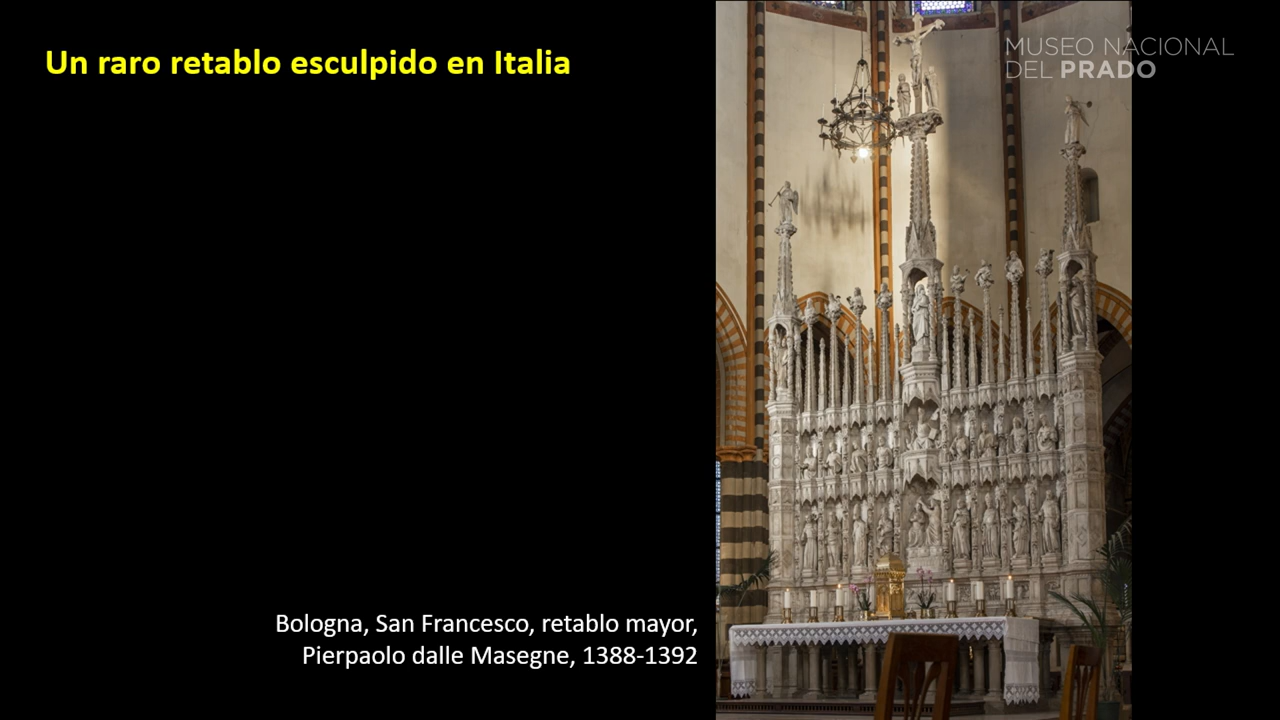 Un raro retablo esculpido en Italia
MUSEO NACIONAL
DEL PRADO
Bologna, San Francesco, retablo mayor,
Pierpaolo dalle Masegne, 1388-1392